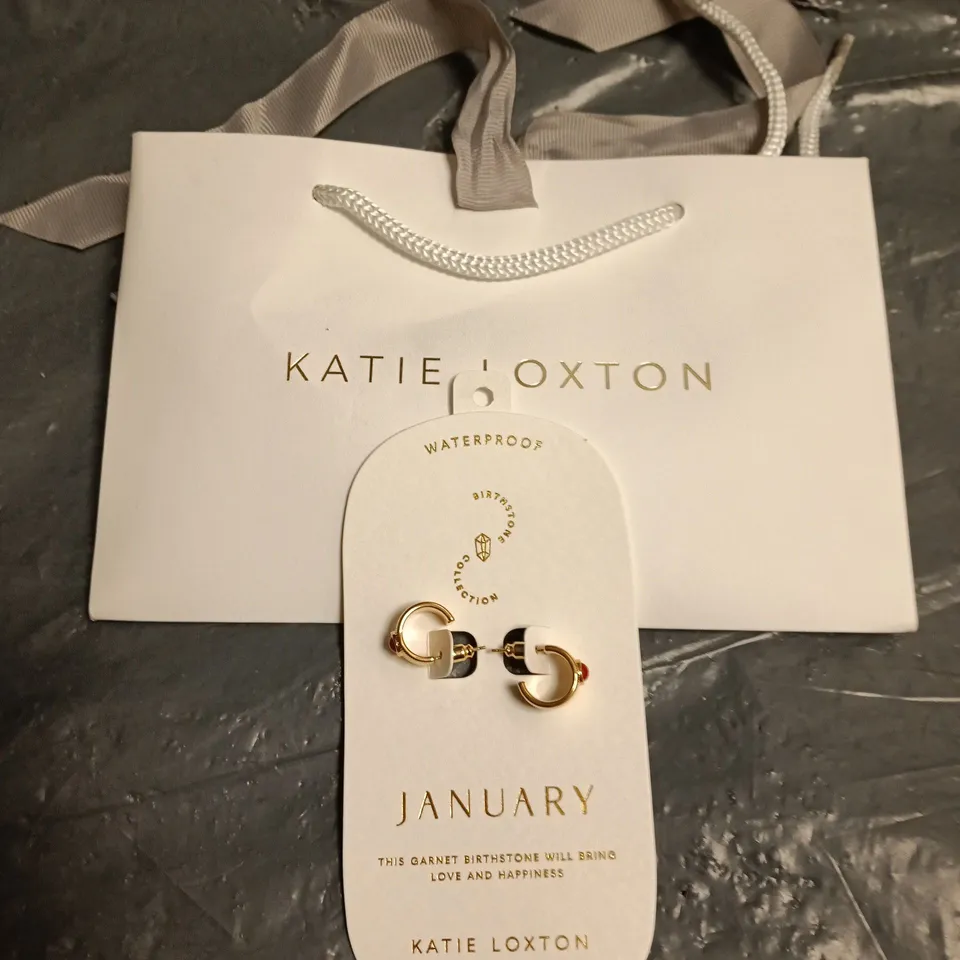 KATIE LOXTON
WATERPROOF
BIRTHSTONE
COLLECTION
JANUARY
THIS GARNET BIRTHSTONE WILL BRING
LOVE AND HAPPINESS
KATIE LOXTON